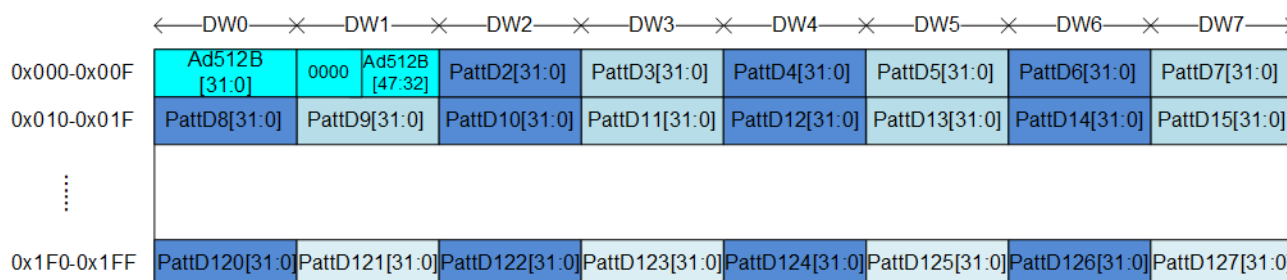 DW0 DW1 DW2 DW3 DW4 DW5 DW6 DW7
0x000-0x00F Ad512B [31:0] 0000 Ad512B [47:32] PattD2[31:0] PattD3[31:0] PattD4[31:0] PattD5[31:0] PattD6[31:0] PattD7[31:0]
0x010-0x01F PattD8[31:0] PattD9[31:0] PattD10[31:0] PattD11[31:0] PattD12[31:0] PattD13[31:0] PattD14[31:0] PattD15[31:0]
0x1F0-0x1FF PattD120[31:0] PattD121[31:0] PattD122[31:0] PattD123[31:0] PattD124[31:0] PattD125[31:0] PattD126[31:0] PattD127[31:0